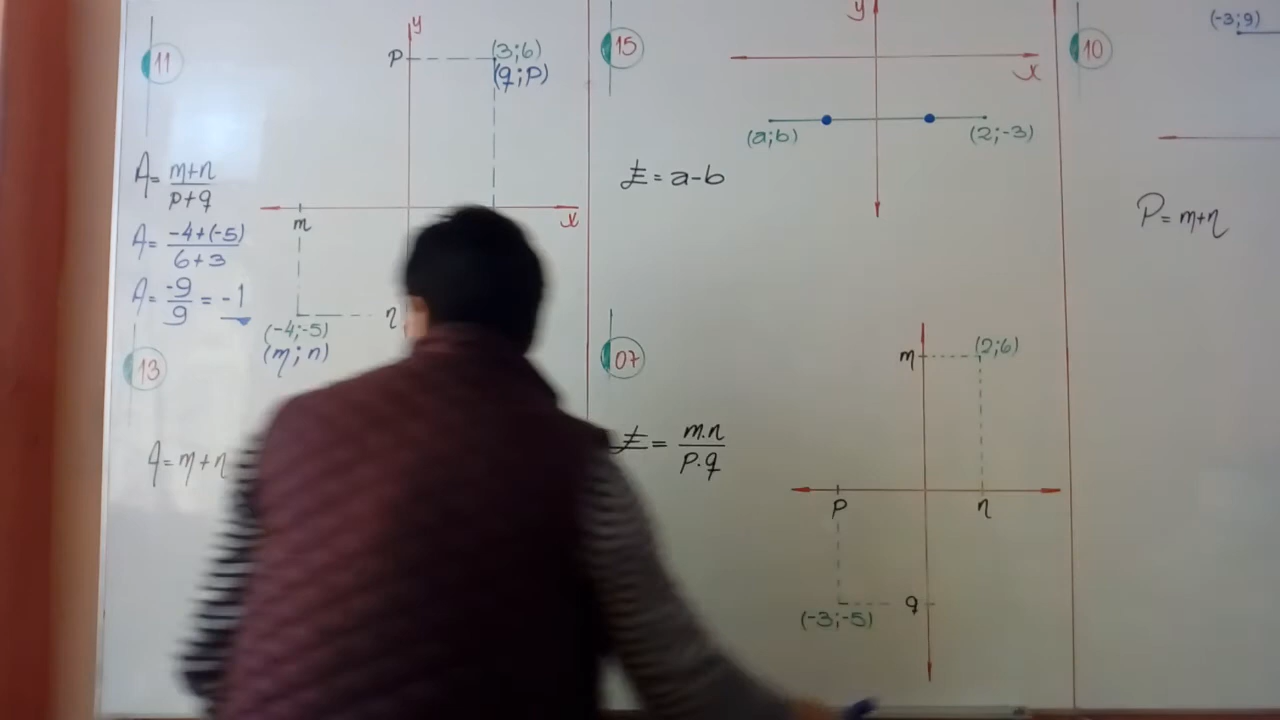 11
y
P
(3;6)
(q;p)
A = m+n / p+q
A = -4+(-5) / 6+3
A = -9 / 9 = -1
m
x
n
(-4;-5)
(m;n)
13
A = m+n
15
y
x
(a;b)
(2;-3)
E = a-b
07
E = m.n / p.q
m
(2;6)
p
n
q
(-3;-5)
10
(-3;9)
P = m+n